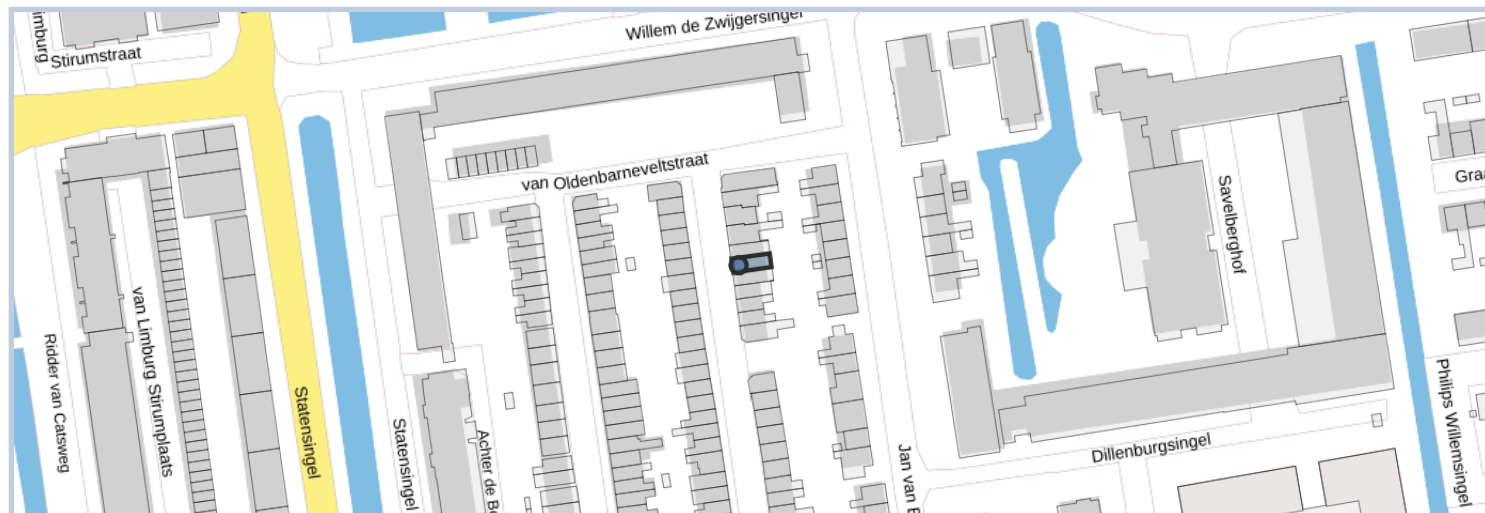 Willem de Zwijgersingel
Stirumstraat
van Oldenbarneveltstraat
Savelberghof
van Limburg Stirumplaats
Ridder van Catsweg
Statensingel
Statensingel
Achter de
Jan van
Dillenburgsingel
Philips Willemsingel